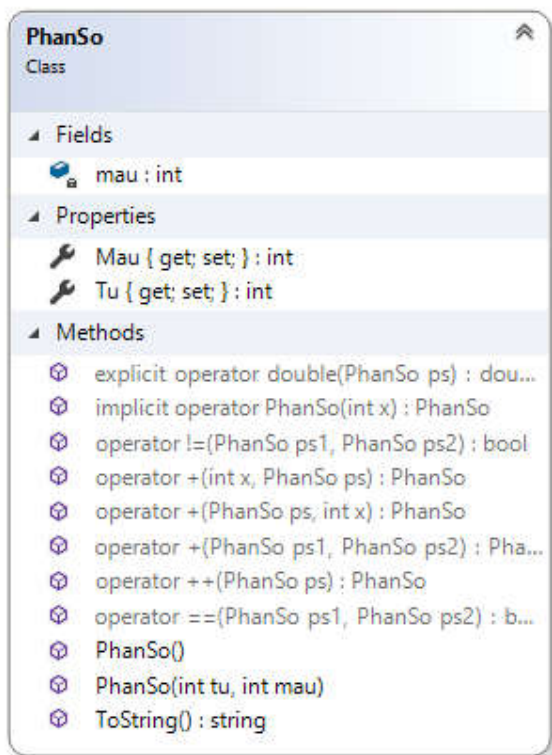 PhanSo
Class
Fields
mau : int
Properties
Mau { get; set; } : int
Tu { get; set; } : int
Methods
explicit operator double(PhanSo ps) : dou...
implicit operator PhanSo(int x) : PhanSo
operator !=(PhanSo ps1, PhanSo ps2) : bool
operator +(int x, PhanSo ps) : PhanSo
operator +(PhanSo ps, int x) : PhanSo
operator +(PhanSo ps1, PhanSo ps2) : Pha...
operator ++(PhanSo ps) : PhanSo
operator ==(PhanSo ps1, PhanSo ps2) : b...
PhanSo()
PhanSo(int tu, int mau)
ToString() : string